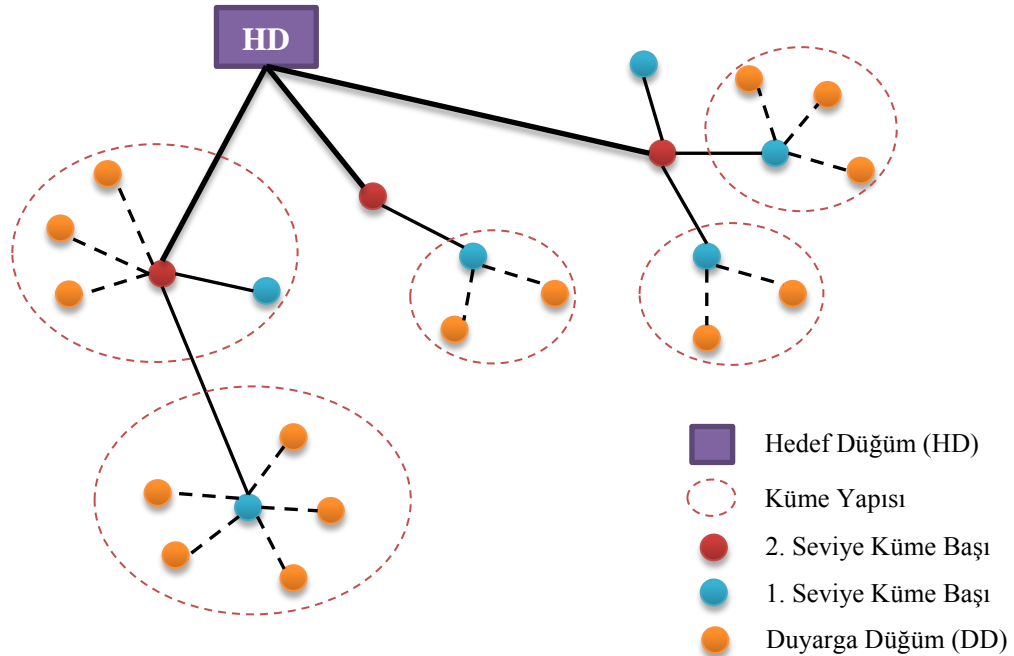 HD
Hedef Düğüm (HD)
Küme Yapısı
2. Seviye Küme Başı
1. Seviye Küme Başı
Duyarga Düğüm (DD)